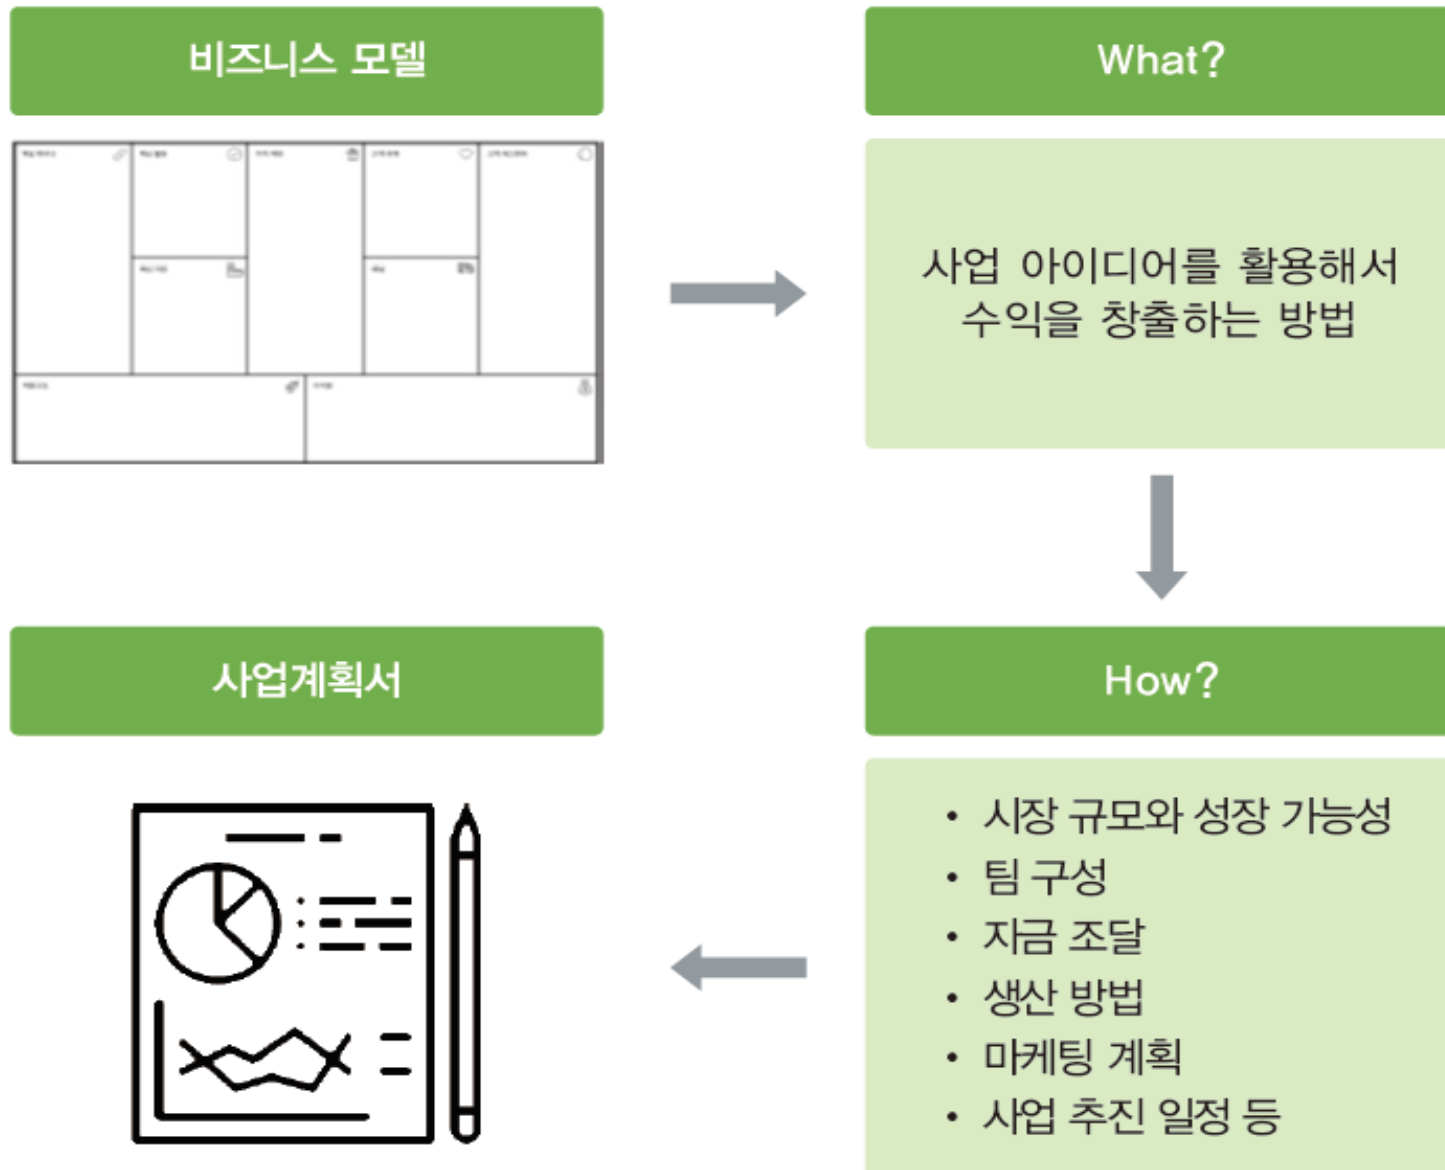 비즈니스 모델
What?
사업 아이디어를 활용해서
수익을 창출하는 방법
사업계획서
How?
• 시장 규모와 성장 가능성
• 팀 구성
• 자금 조달
• 생산 방법
• 마케팅 계획
• 사업 추진 일정 등